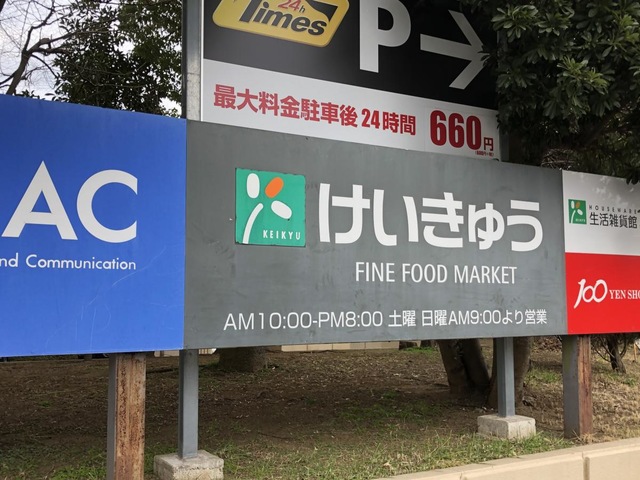 24h
Times
P
最大料金駐車後24時間 660円
AC
nd Communication
KEIKYU
けいきゅう
FINE FOOD MARKET
AM10:00-PM8:00 土曜 日曜AM9:00より営業
HOUSEWARE
生活雑貨館
100 YEN SHO